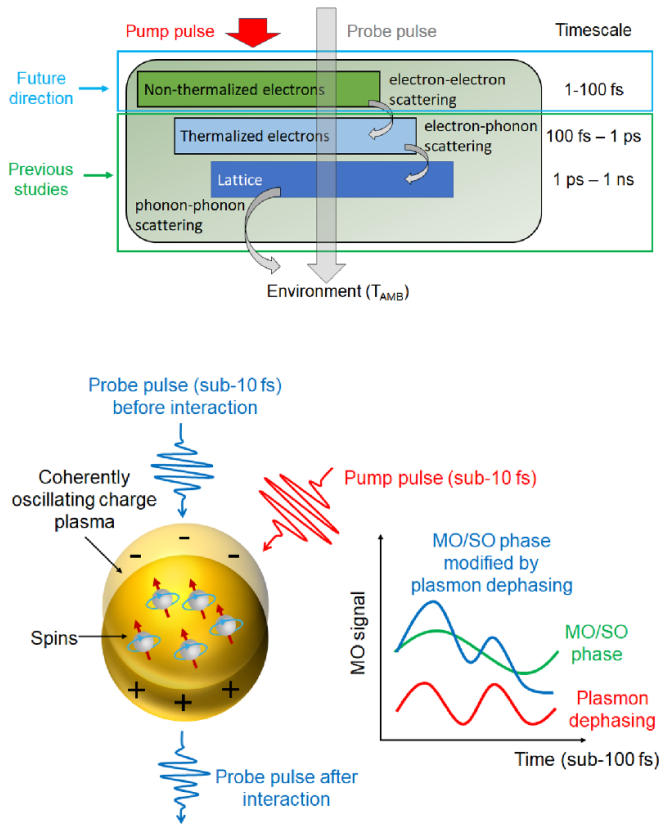 Pump pulse
Probe pulse
Timescale
Future
direction
Non-thermalized electrons
electron-electron
scattering
1-100 fs
Thermalized electrons
electron-phonon
scattering
100 fs – 1 ps
Previous
studies
Lattice
1 ps – 1 ns
phonon-phonon
scattering
Environment (TAMB)
Probe pulse (sub-10 fs)
before interaction
Coherently
oscillating charge
plasma
Pump pulse (sub-10 fs)
- - -
Spins
+ + +
Probe pulse after
interaction
MO signal
MO/SO phase
modified by
plasmon dephasing
MO/SO
phase
Plasmon
dephasing
Time (sub-100 fs)